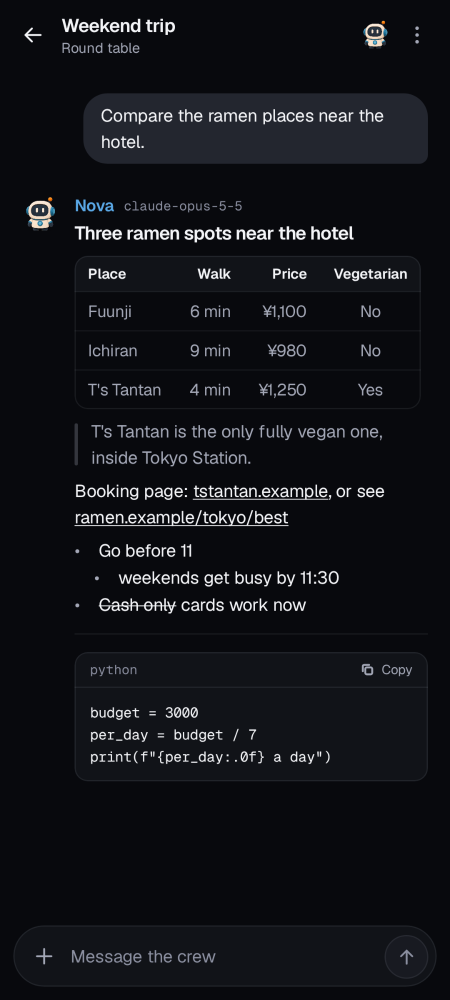 Weekend trip
Round table
Compare the ramen places near the
hotel.
Nova claude-opus-5-5
Three ramen spots near the hotel
Place Walk Price Vegetarian
Fuunji 6 min ¥1,100 No
Ichiran 9 min ¥980 No
T's Tantan 4 min ¥1,250 Yes
T's Tantan is the only fully vegan one,
inside Tokyo Station.
Booking page: tstantan.example, or see
ramen.example/tokyo/best
• Go before 11
• weekends get busy by 11:30
• Cash only cards work now
python Copy
budget = 3000
per_day = budget / 7
print(f"{per_day:.0f} a day")
Message the crew